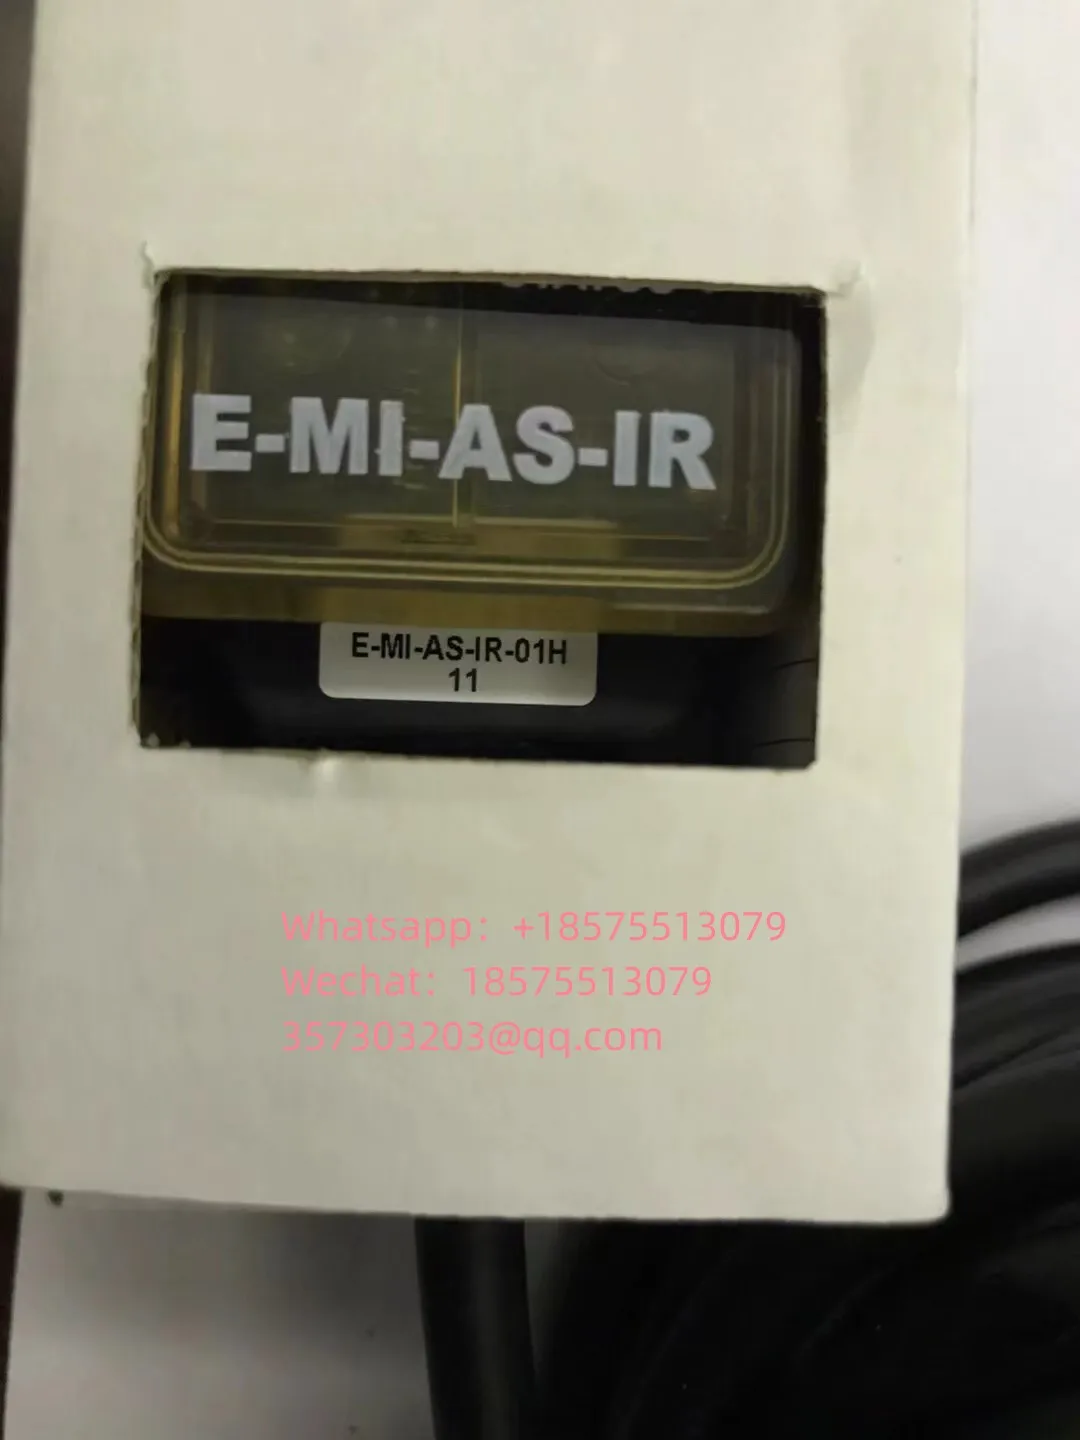 E-MI-AS-IR
E-MI-AS-IR-01H
11
Whatsapp：+18575513079
Wechat：18575513079
357303203@qq.com